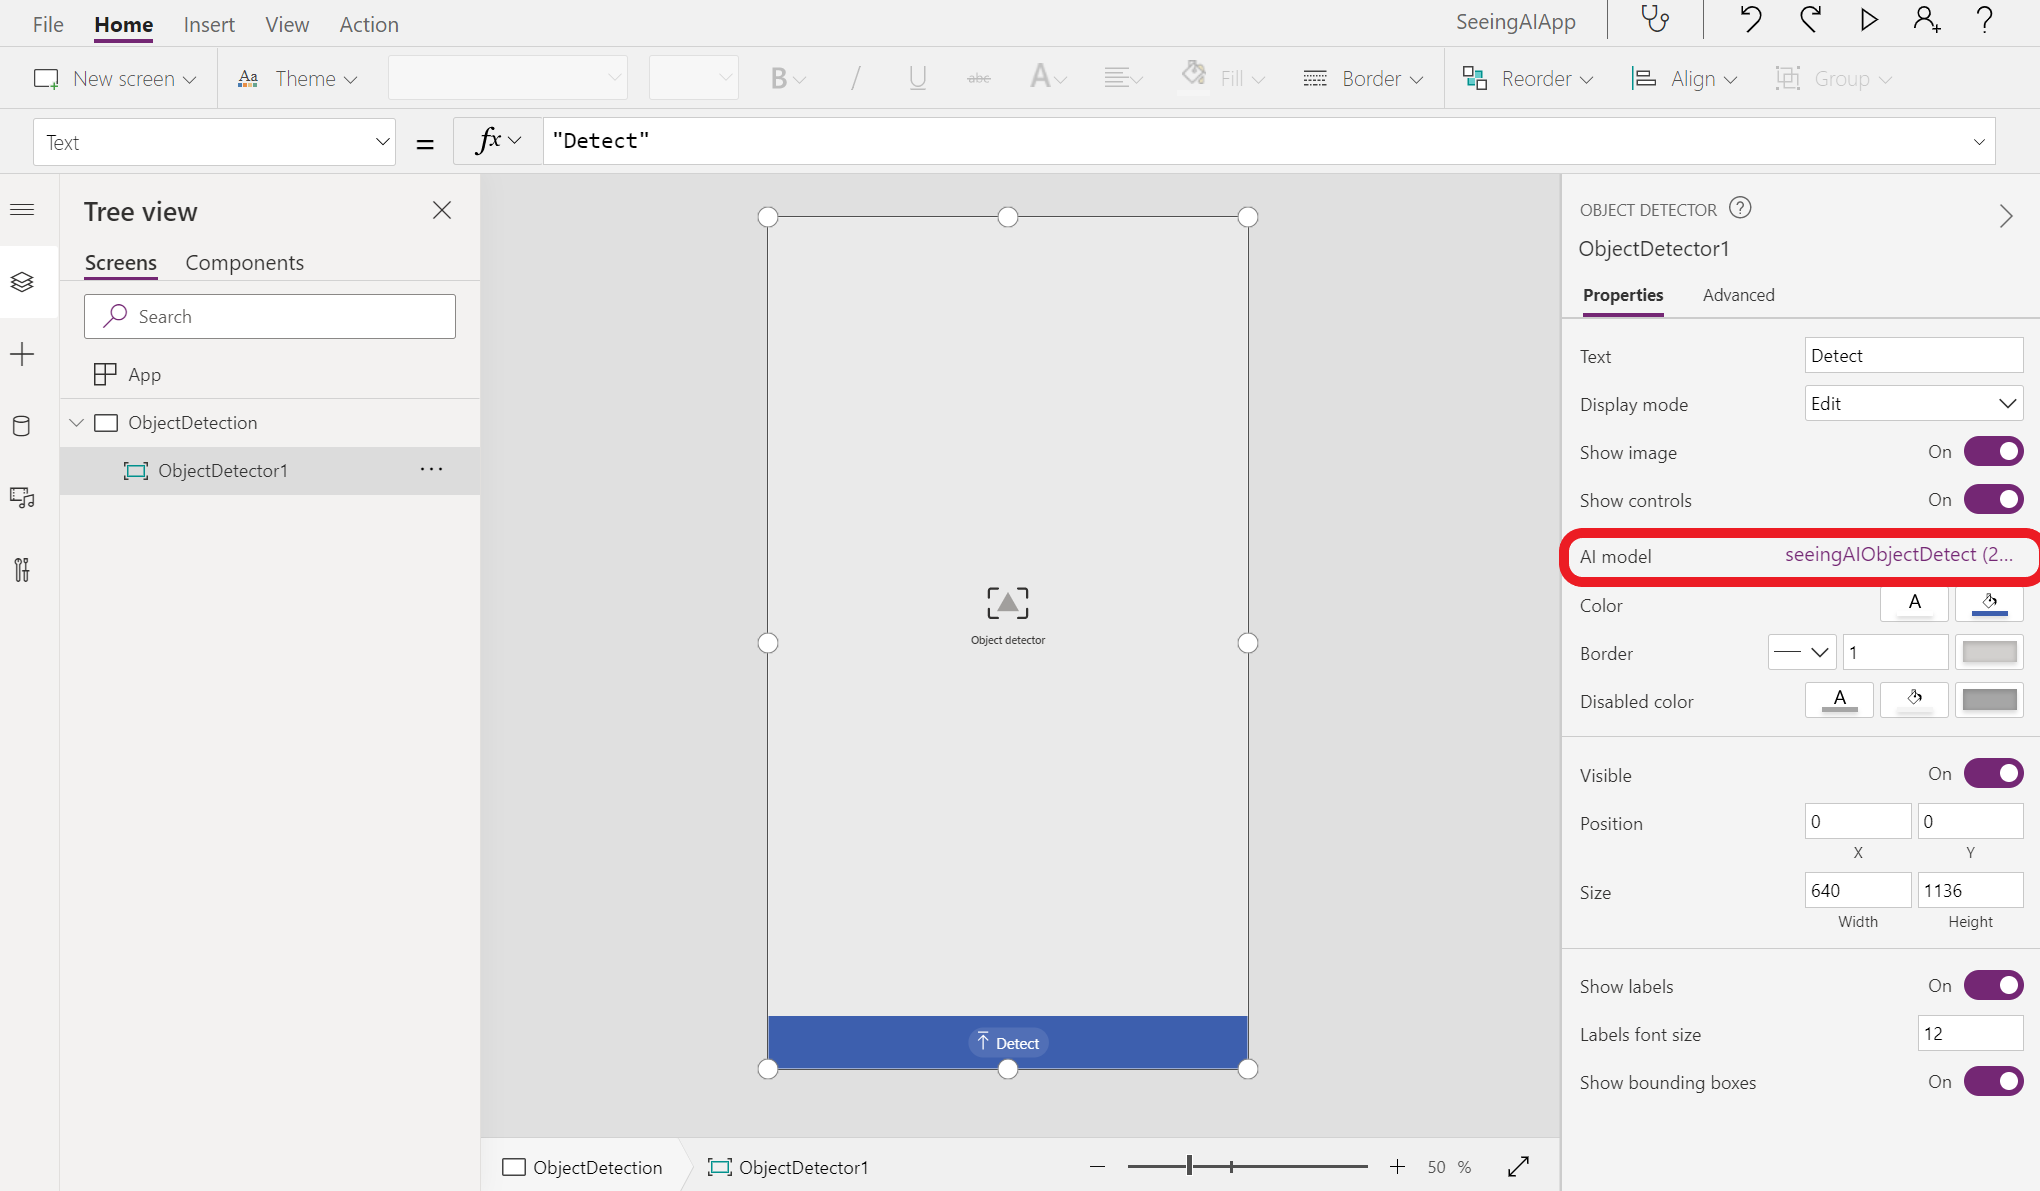 File Home Insert View Action SeeingAIApp
New screen Aa Theme B / U abc A Fill Border Reorder Align Group
Text = fx "Detect"
Tree view
Screens Components
Search
App
ObjectDetection
ObjectDetector1 ...
Object detector
Detect
OBJECT DETECTOR ?
ObjectDetector1
Properties Advanced
Text Detect
Display mode Edit
Show image On
Show controls On
AI model seeingAIObjectDetect (2...
Color A
Border 1
Disabled color A
Visible On
Position 0 0
X Y
Size 640 1136
Width Height
Show labels On
Labels font size 12
Show bounding boxes On
ObjectDetection ObjectDetector1 50 %